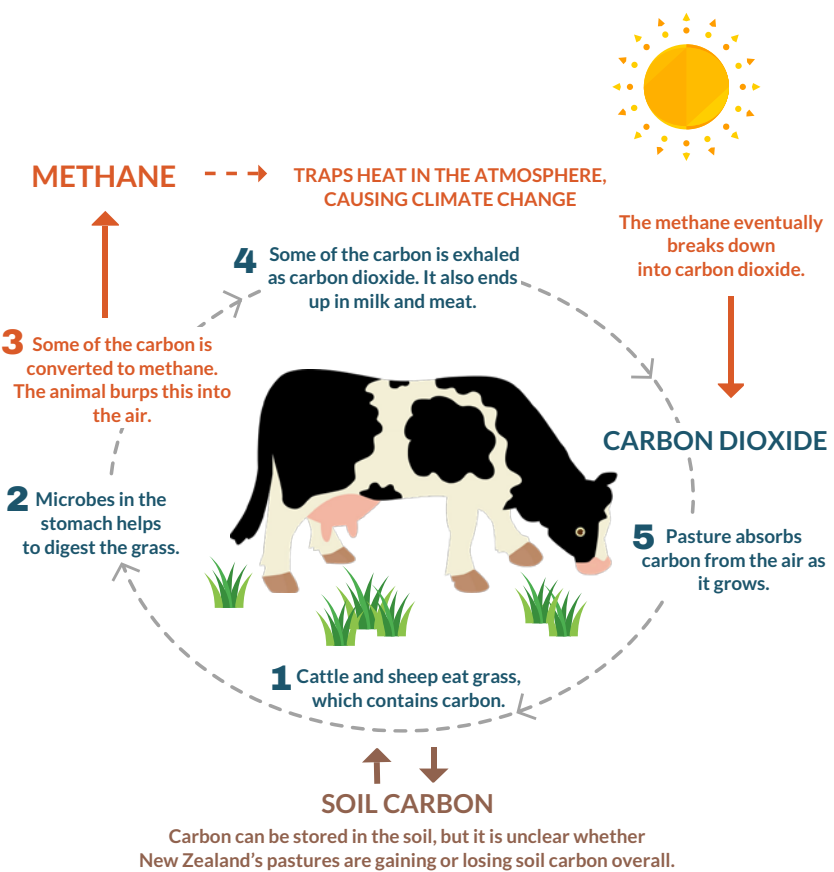 METHANE
TRAPS HEAT IN THE ATMOSPHERE,
CAUSING CLIMATE CHANGE
The methane eventually
breaks down
into carbon dioxide.
4 Some of the carbon is exhaled
as carbon dioxide. It also ends
up in milk and meat.
3 Some of the carbon is
converted to methane.
The animal burps this into
the air.
CARBON DIOXIDE
2 Microbes in the
stomach helps
to digest the grass.
5 Pasture absorbs
carbon from the air as
it grows.
1 Cattle and sheep eat grass,
which contains carbon.
SOIL CARBON
Carbon can be stored in the soil, but it is unclear whether
New Zealand's pastures are gaining or losing soil carbon overall.